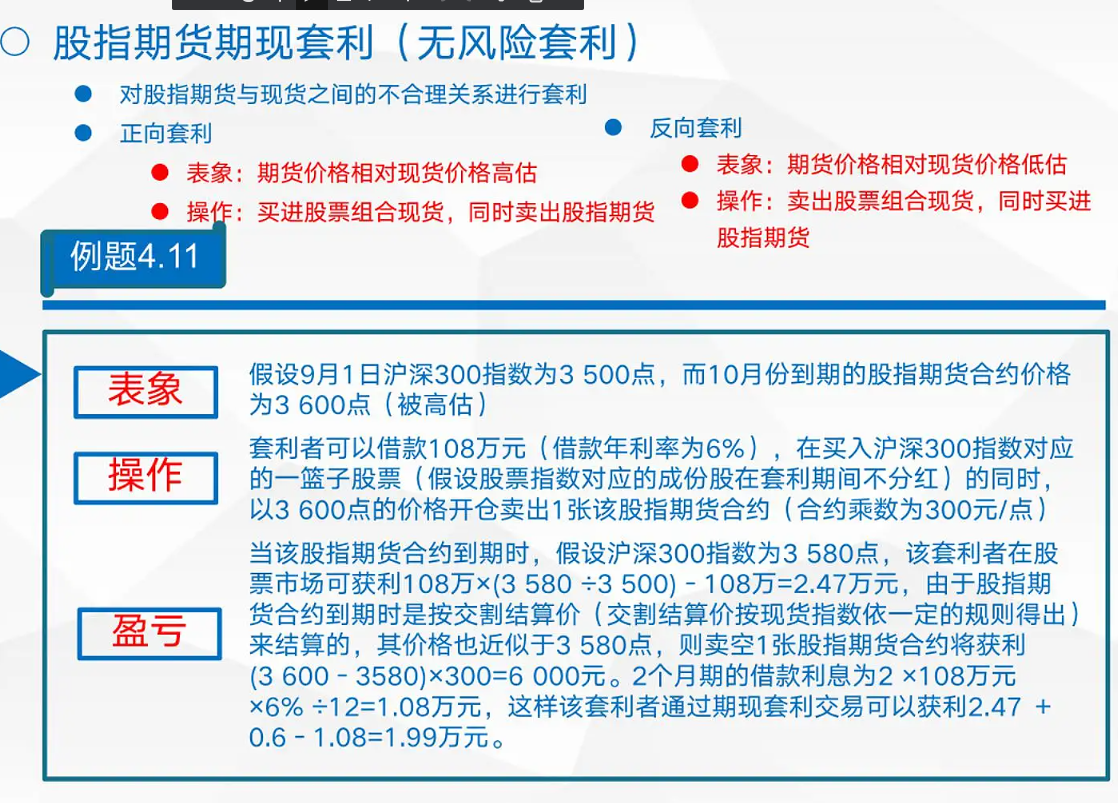 股指期货期现套利（无风险套利）
对股指期货与现货之间的不合理关系进行套利
正向套利
表象：期货价格相对现货价格高估
操作：买进股票组合现货，同时卖出股指期货
反向套利
表象：期货价格相对现货价格低估
操作：卖出股票组合现货，同时买进
股指期货
例题4.11
表象
假设9月1日沪深300指数为3 500点，而10月份到期的股指期货合约价格
为3 600点（被高估）
操作
套利者可以借款108万元（借款年利率为6%），在买入沪深300指数对应
的一篮子股票（假设股票指数对应的成份股在套利期间不分红）的同时，
以3 600点的价格开仓卖出1张该股指期货合约（合约乘数为300元/点）
盈亏
当该股指期货合约到期时，假设沪深300指数为3 580点，该套利者在股
票市场可获利108万×(3 580 ÷3 500) - 108万=2.47万元，由于股指期
货合约到期时是按交割结算价（交割结算价按现货指数依一定的规则得出）
来结算的，其价格也近似于3 580点，则卖空1张股指期货合约将获利
(3 600 - 3580)×300=6 000元。2个月期的借款利息为2 ×108万元
×6% ÷12=1.08万元，这样该套利者通过期现套利交易可以获利2.47 +
0.6 - 1.08=1.99万元。